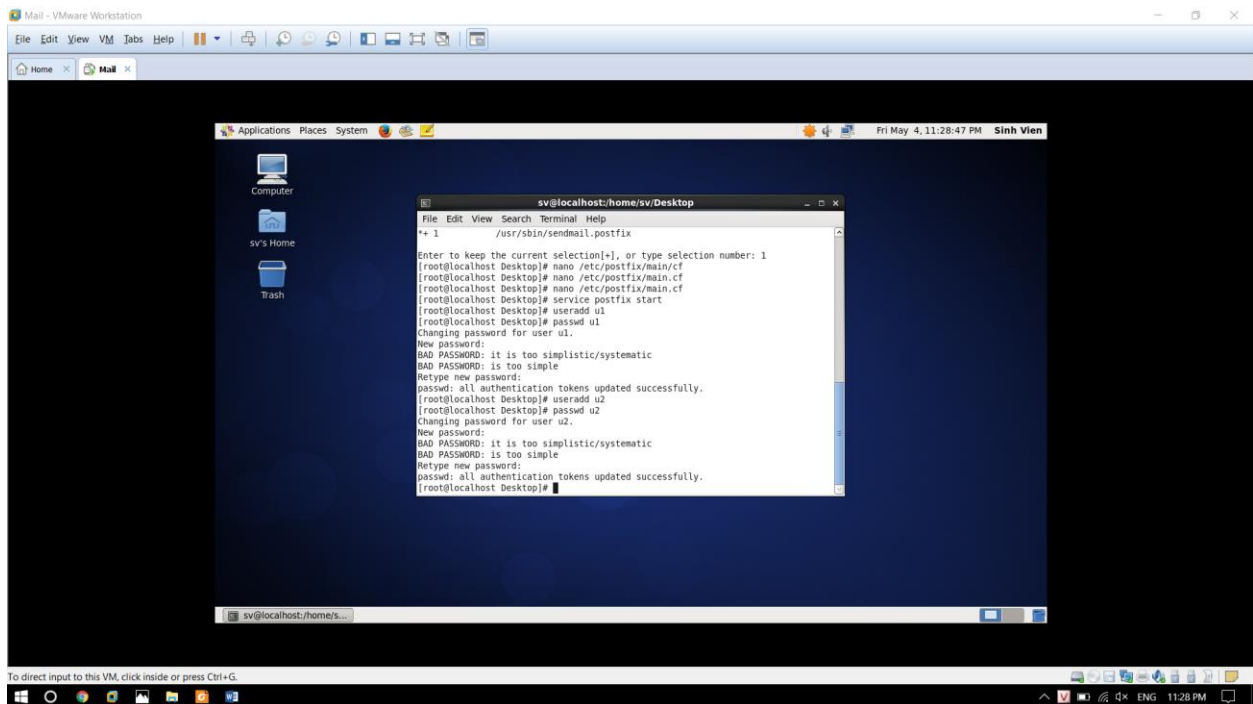 Mail - VMware Workstation
File Edit View VM Tabs Help
Home Mail
Applications Places System Fri May 4, 11:28:47 PM Sinh Vien
Computer
sv's Home
Trash
sv@localhost:/home/sv/Desktop
File Edit View Search Terminal Help
*+ 1 /usr/sbin/sendmail.postfix
Enter to keep the current selection[+], or type selection number: 1
[root@localhost Desktop]# nano /etc/postfix/main/cf
[root@localhost Desktop]# nano /etc/postfix/main.cf
[root@localhost Desktop]# nano /etc/postfix/main.cf
[root@localhost Desktop]# service postfix start
[root@localhost Desktop]# useradd u1
[root@localhost Desktop]# passwd u1
Changing password for user u1.
New password:
BAD PASSWORD: it is too simplistic/systematic
BAD PASSWORD: is too simple
Retype new password:
passwd: all authentication tokens updated successfully.
[root@localhost Desktop]# useradd u2
[root@localhost Desktop]# passwd u2
Changing password for user u2.
New password:
BAD PASSWORD: it is too simplistic/systematic
BAD PASSWORD: is too simple
Retype new password:
passwd: all authentication tokens updated successfully.
[root@localhost Desktop]#
sv@localhost:/home/s...
To direct input to this VM, click inside or press Ctrl+G.
V ENG 11:28 PM